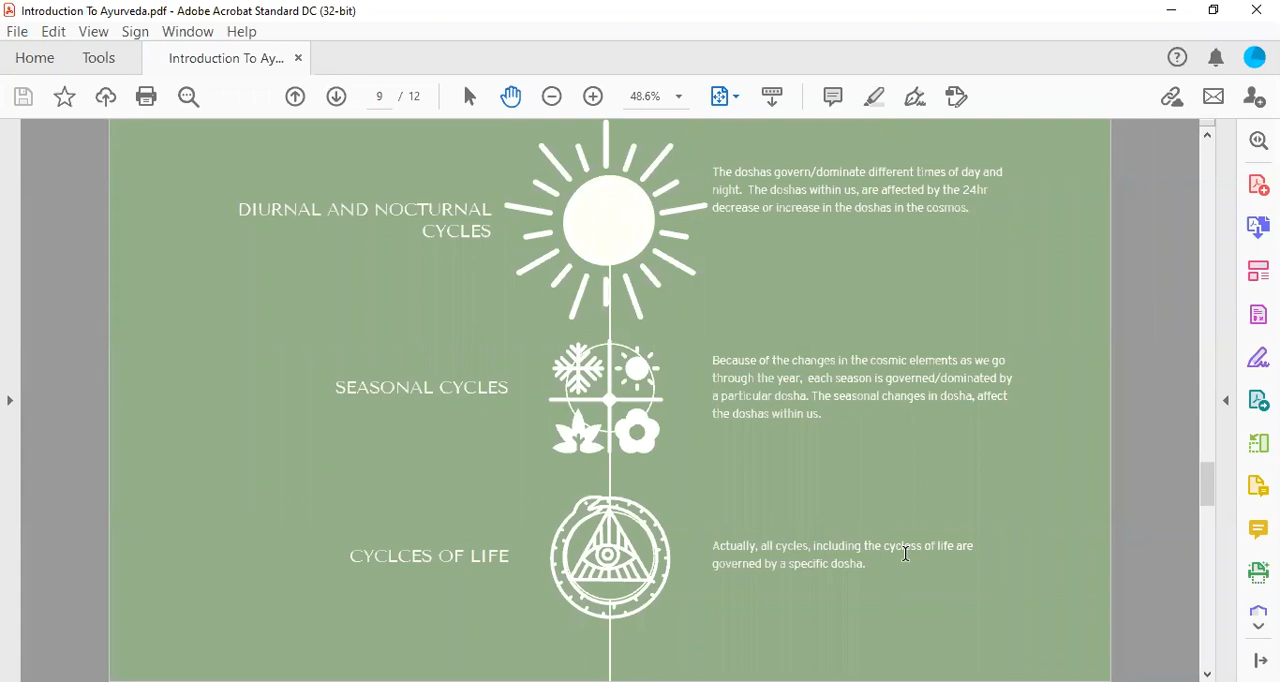 Introduction To Ayurveda.pdf - Adobe Acrobat Standard DC (32-bit)
File Edit View Sign Window Help
Home Tools Introduction To Ay... ×
9 / 12 48.6%
DIURNAL AND NOCTURNAL
CYCLES
The doshas govern/dominate different times of day and
night. The doshas within us, are affected by the 24hr
decrease or increase in the doshas in the cosmos.
SEASONAL CYCLES
Because of the changes in the cosmic elements as we go
through the year, each season is governed/dominated by
a particular dosha. The seasonal changes in dosha, affect
the doshas within us.
CYCLCES OF LIFE
Actually, all cycles, including the cycless of life are
governed by a specific dosha.